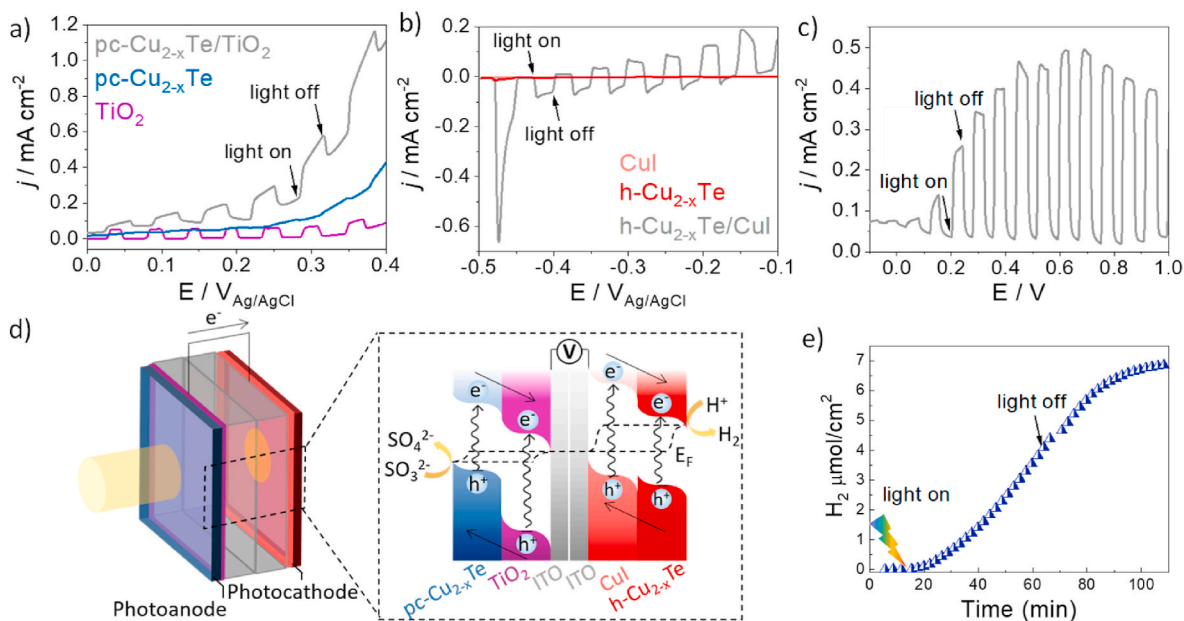 a)
1.2
1.0
0.8
0.6
0.4
0.2
0.0
j / mA cm⁻²
pc-Cu₂₋ₓTe/TiO₂
pc-Cu₂₋ₓTe
TiO₂
light off
light on
0.0 0.1 0.2 0.3 0.4
E / V_Ag/AgCl
b)
0.2
0.0
-0.2
-0.4
-0.6
j / mA cm⁻²
light on
light off
CuI
h-Cu₂₋ₓTe
h-Cu₂₋ₓTe/CuI
-0.5 -0.4 -0.3 -0.2 -0.1
E / V_Ag/AgCl
c)
0.5
0.4
0.3
0.2
0.1
0.0
j / mA cm⁻²
light off
light on
0.0 0.2 0.4 0.6 0.8 1.0
E / V
d)
e⁻
Photoanode
Photocathode
V
e⁻
e⁻
e⁻
e⁻
H⁺
H₂
SO₄²⁻
SO₃²⁻
E_F
h⁺
h⁺
h⁺
h⁺
pc-Cu₂₋ₓTe
TiO₂
ITO
ITO
CuI
h-Cu₂₋ₓTe
e)
7
6
5
4
3
2
1
0
H₂ μmol/cm²
light off
light on
0 20 40 60 80 100
Time (min)